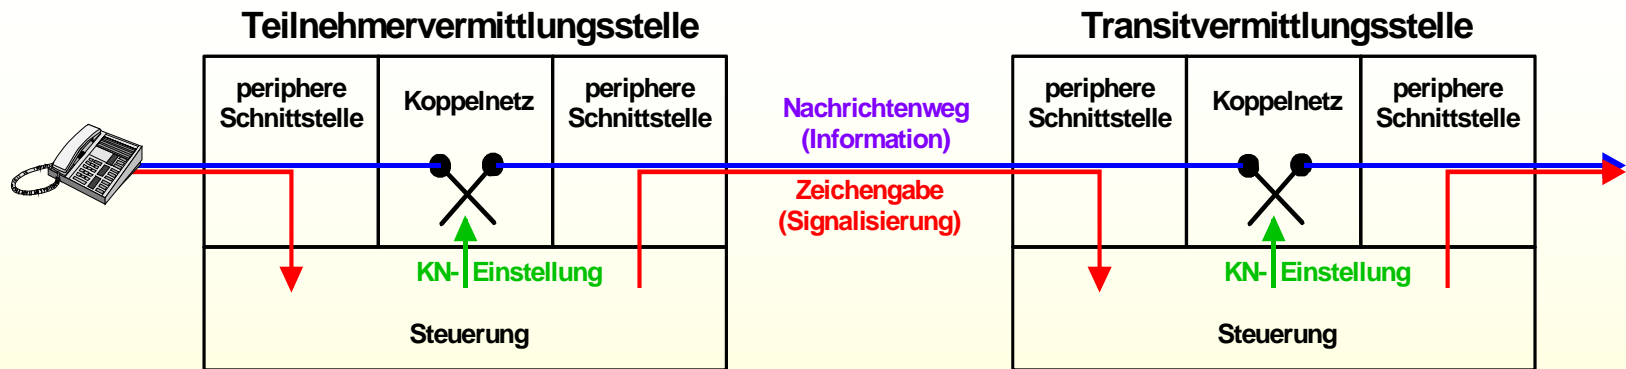 Teilnehmervermittlungsstelle
periphere
Schnittstelle
Koppelnetz
periphere
Schnittstelle
KN- Einstellung
Steuerung
Nachrichtenweg
(Information)
Zeichengabe
(Signalisierung)
Transitvermittlungsstelle
periphere
Schnittstelle
Koppelnetz
periphere
Schnittstelle
KN- Einstellung
Steuerung